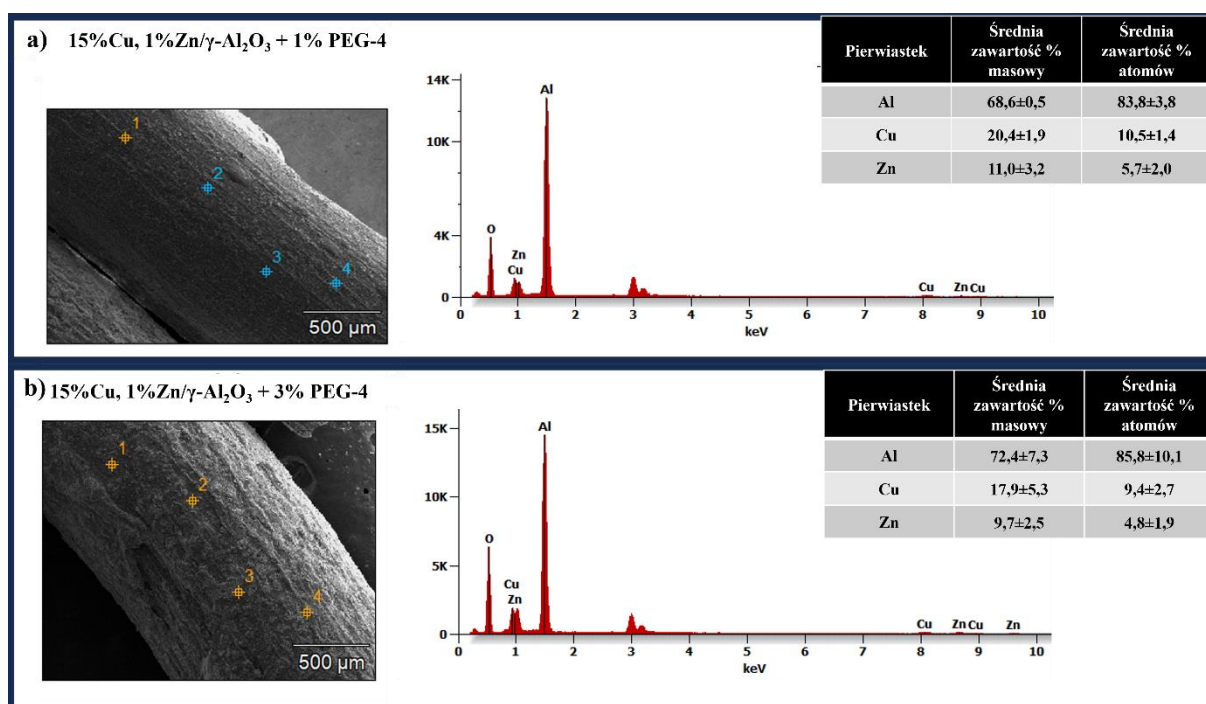 a) 15%Cu, 1%Zn/γ-Al₂O₃ + 1% PEG-4
1
2
3
4
500 µm
14K
10K
4K
0
O
Zn
Cu
Al
Cu
Zn Cu
0 1 2 3 4 5 6 7 8 9 10
keV
Pierwiastek Średnia zawartość % masowy Średnia zawartość % atomów
Al 68,6±0,5 83,8±3,8
Cu 20,4±1,9 10,5±1,4
Zn 11,0±3,2 5,7±2,0
b) 15%Cu, 1%Zn/γ-Al₂O₃ + 3% PEG-4
1
2
3
4
500 µm
15K
10K
5K
0
O
Cu
Zn
Al
Cu
Zn Cu
Zn
0 1 2 3 4 5 6 7 8 9 10
keV
Pierwiastek Średnia zawartość % masowy Średnia zawartość % atomów
Al 72,4±7,3 85,8±10,1
Cu 17,9±5,3 9,4±2,7
Zn 9,7±2,5 4,8±1,9